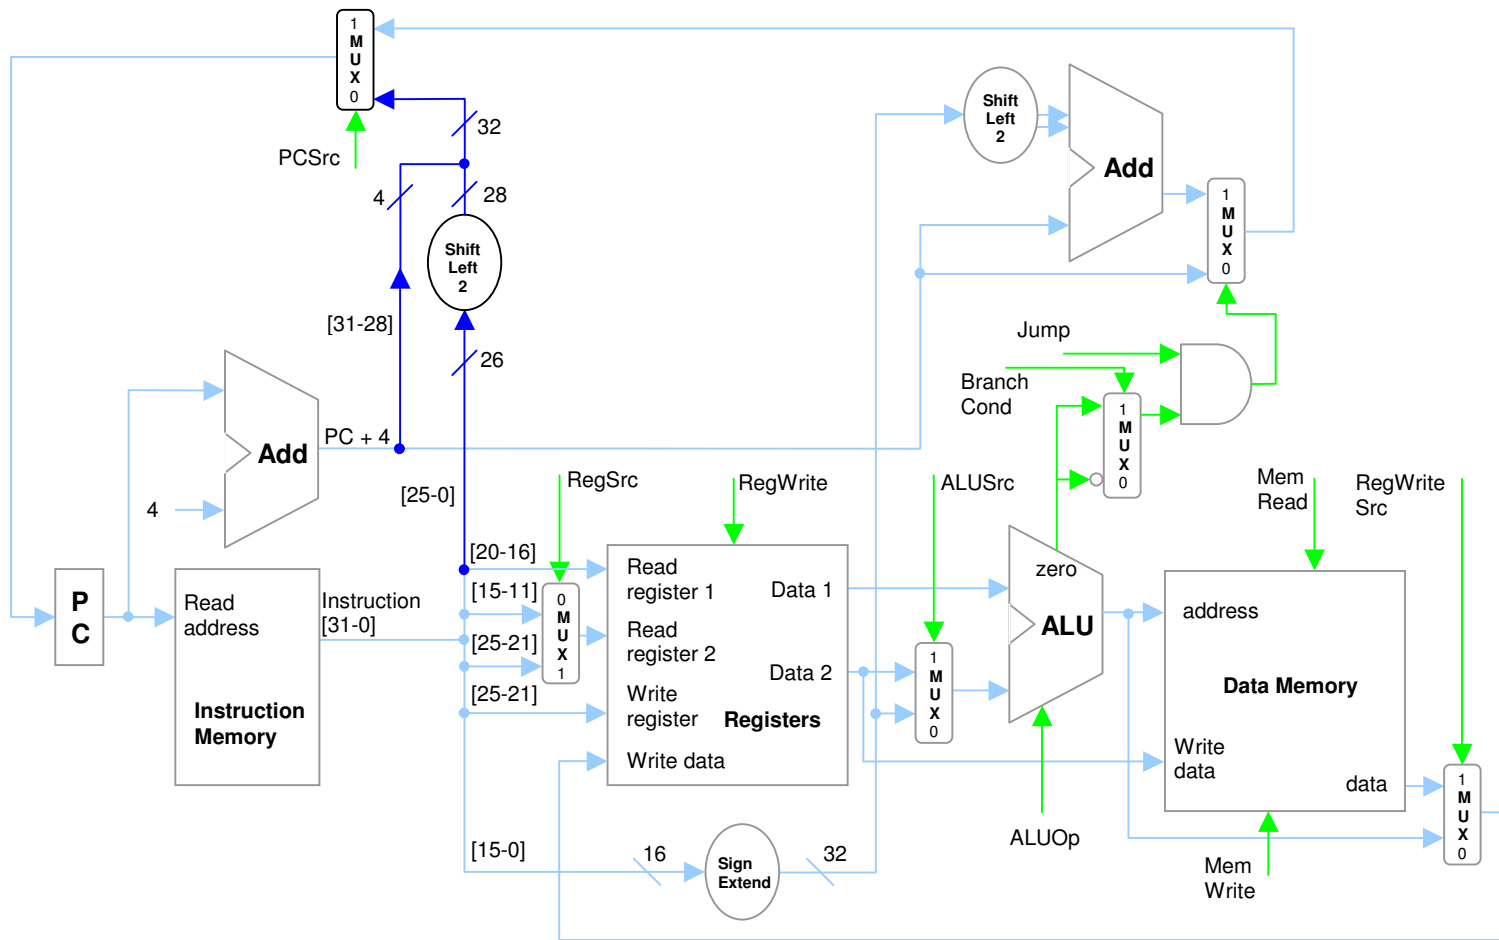 1
M
U
X
0
PCSrc
32
4
28
Shift
Left
2
[31-28]
26
PC + 4
Add
4
[25-0]
P
C
Read
address
Instruction
Memory
Instruction
[31-0]
[20-16]
[15-11]
[25-21]
[25-21]
[15-0]
RegSrc
0
M
U
X
1
RegWrite
Read
register 1
Read
register 2
Write
register
Write data
Data 1
Data 2
Registers
16
Sign
Extend
32
ALUSrc
1
M
U
X
0
zero
ALU
ALUOp
Shift
Left
2
Add
1
M
U
X
0
Jump
Branch
Cond
1
M
U
X
0
Mem
Read
RegWrite
Src
address
Data Memory
Write
data
data
Mem
Write
1
M
U
X
0